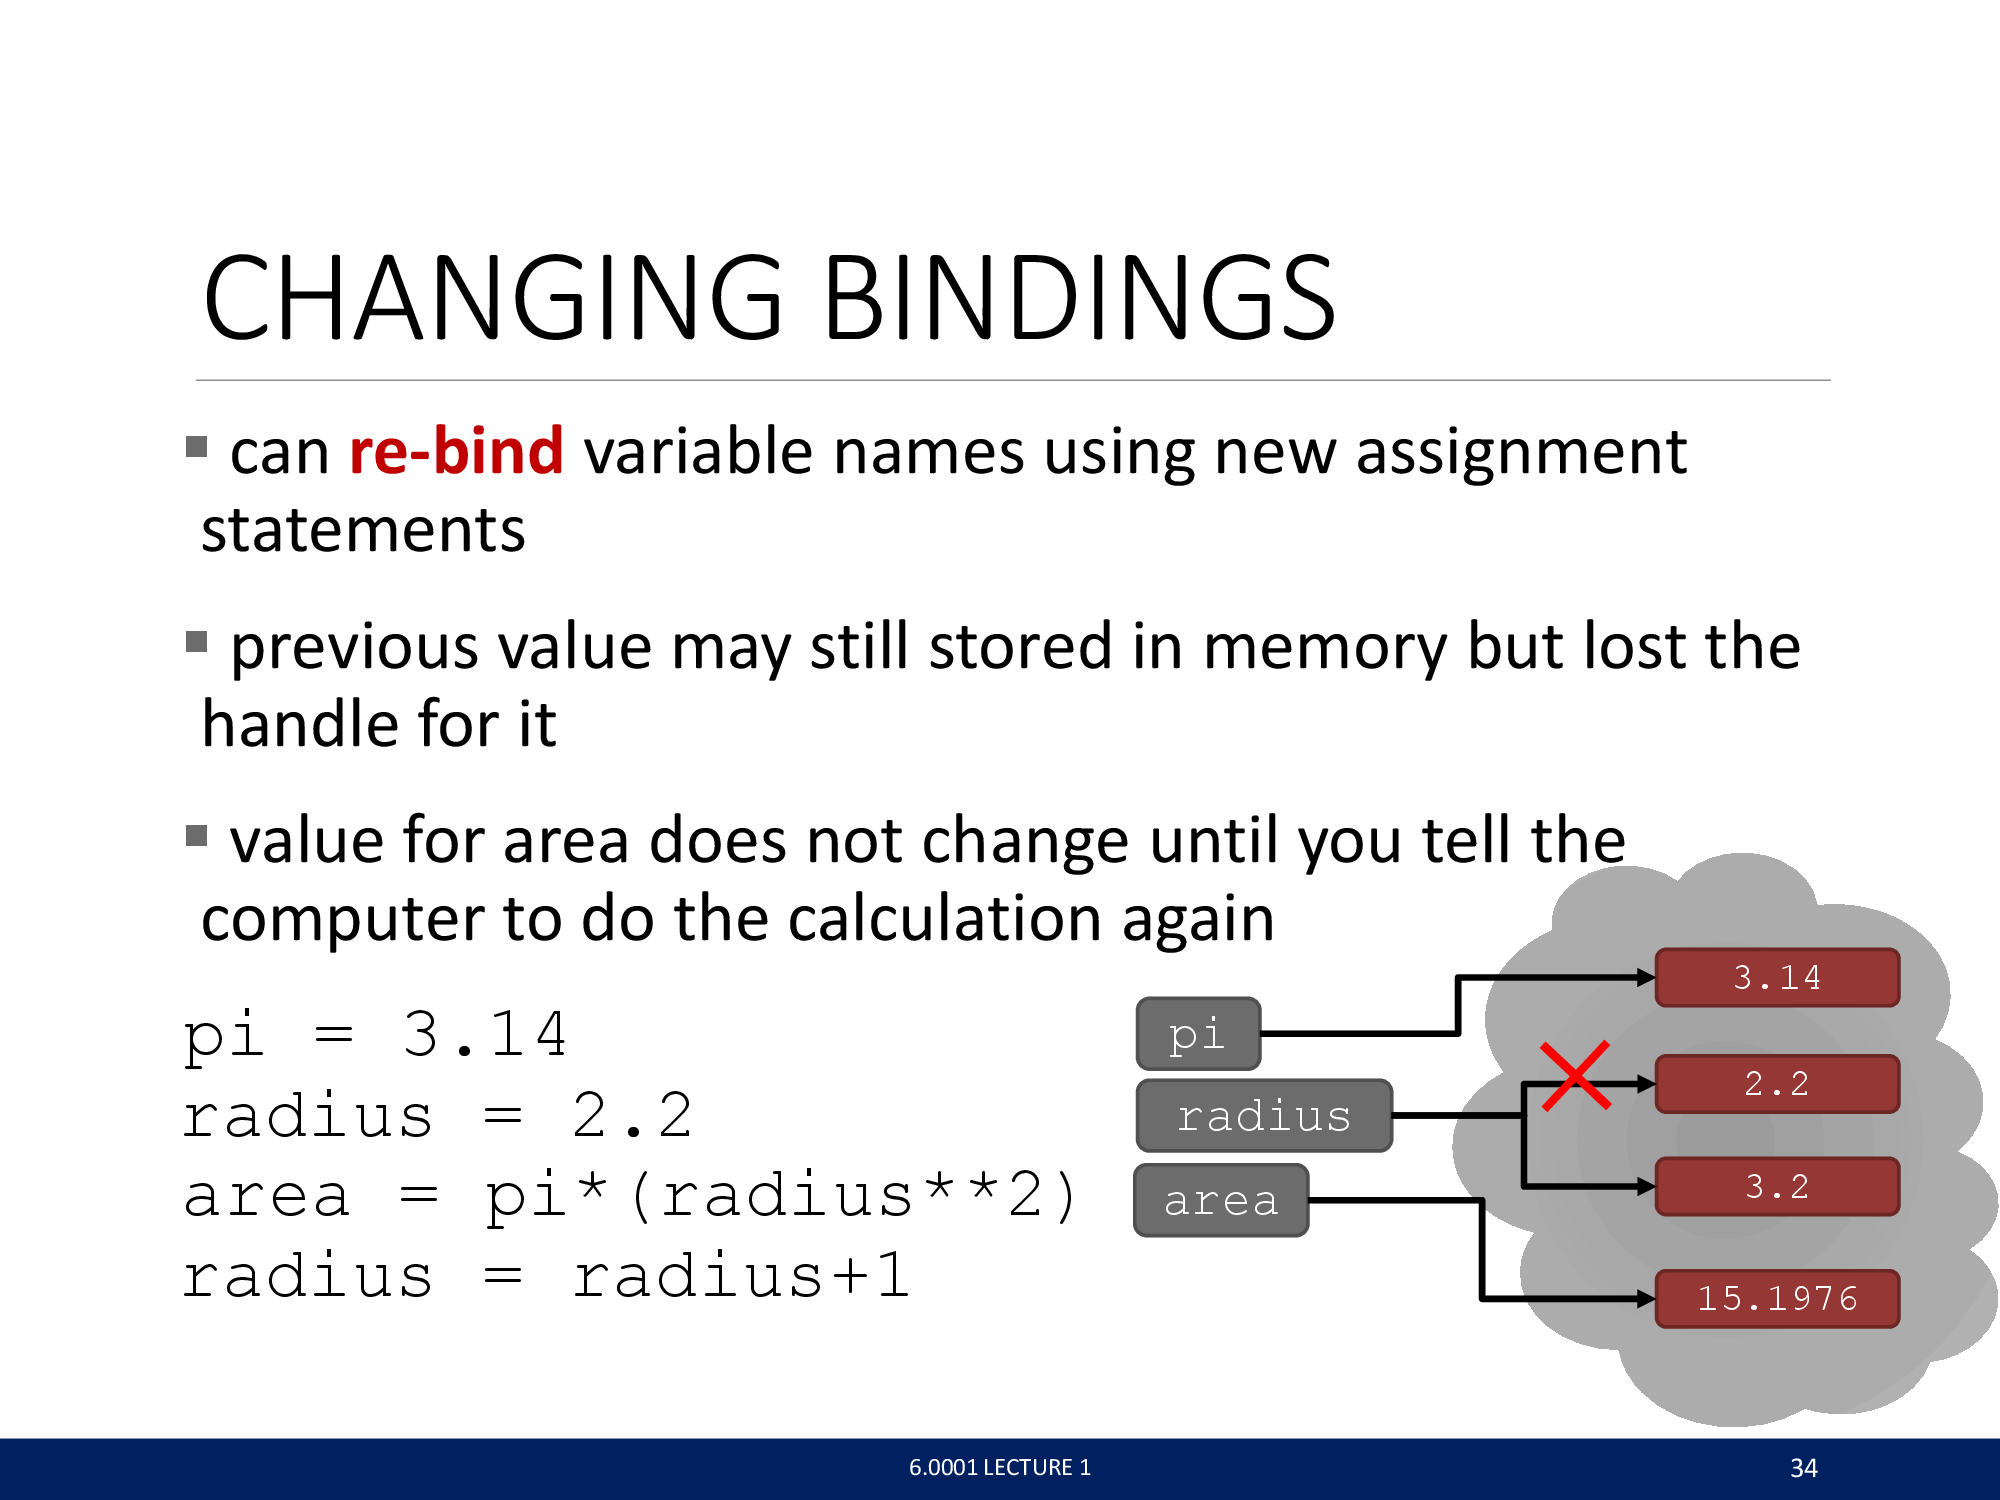 CHANGING BINDINGS
▪ can re-bind variable names using new assignment
statements
▪ previous value may still stored in memory but lost the
handle for it
▪ value for area does not change until you tell the
computer to do the calculation again
pi = 3.14
radius = 2.2
area = pi*(radius**2)
radius = radius+1
pi
radius
area
3.14
2.2
3.2
15.1976
6.0001 LECTURE 1
34